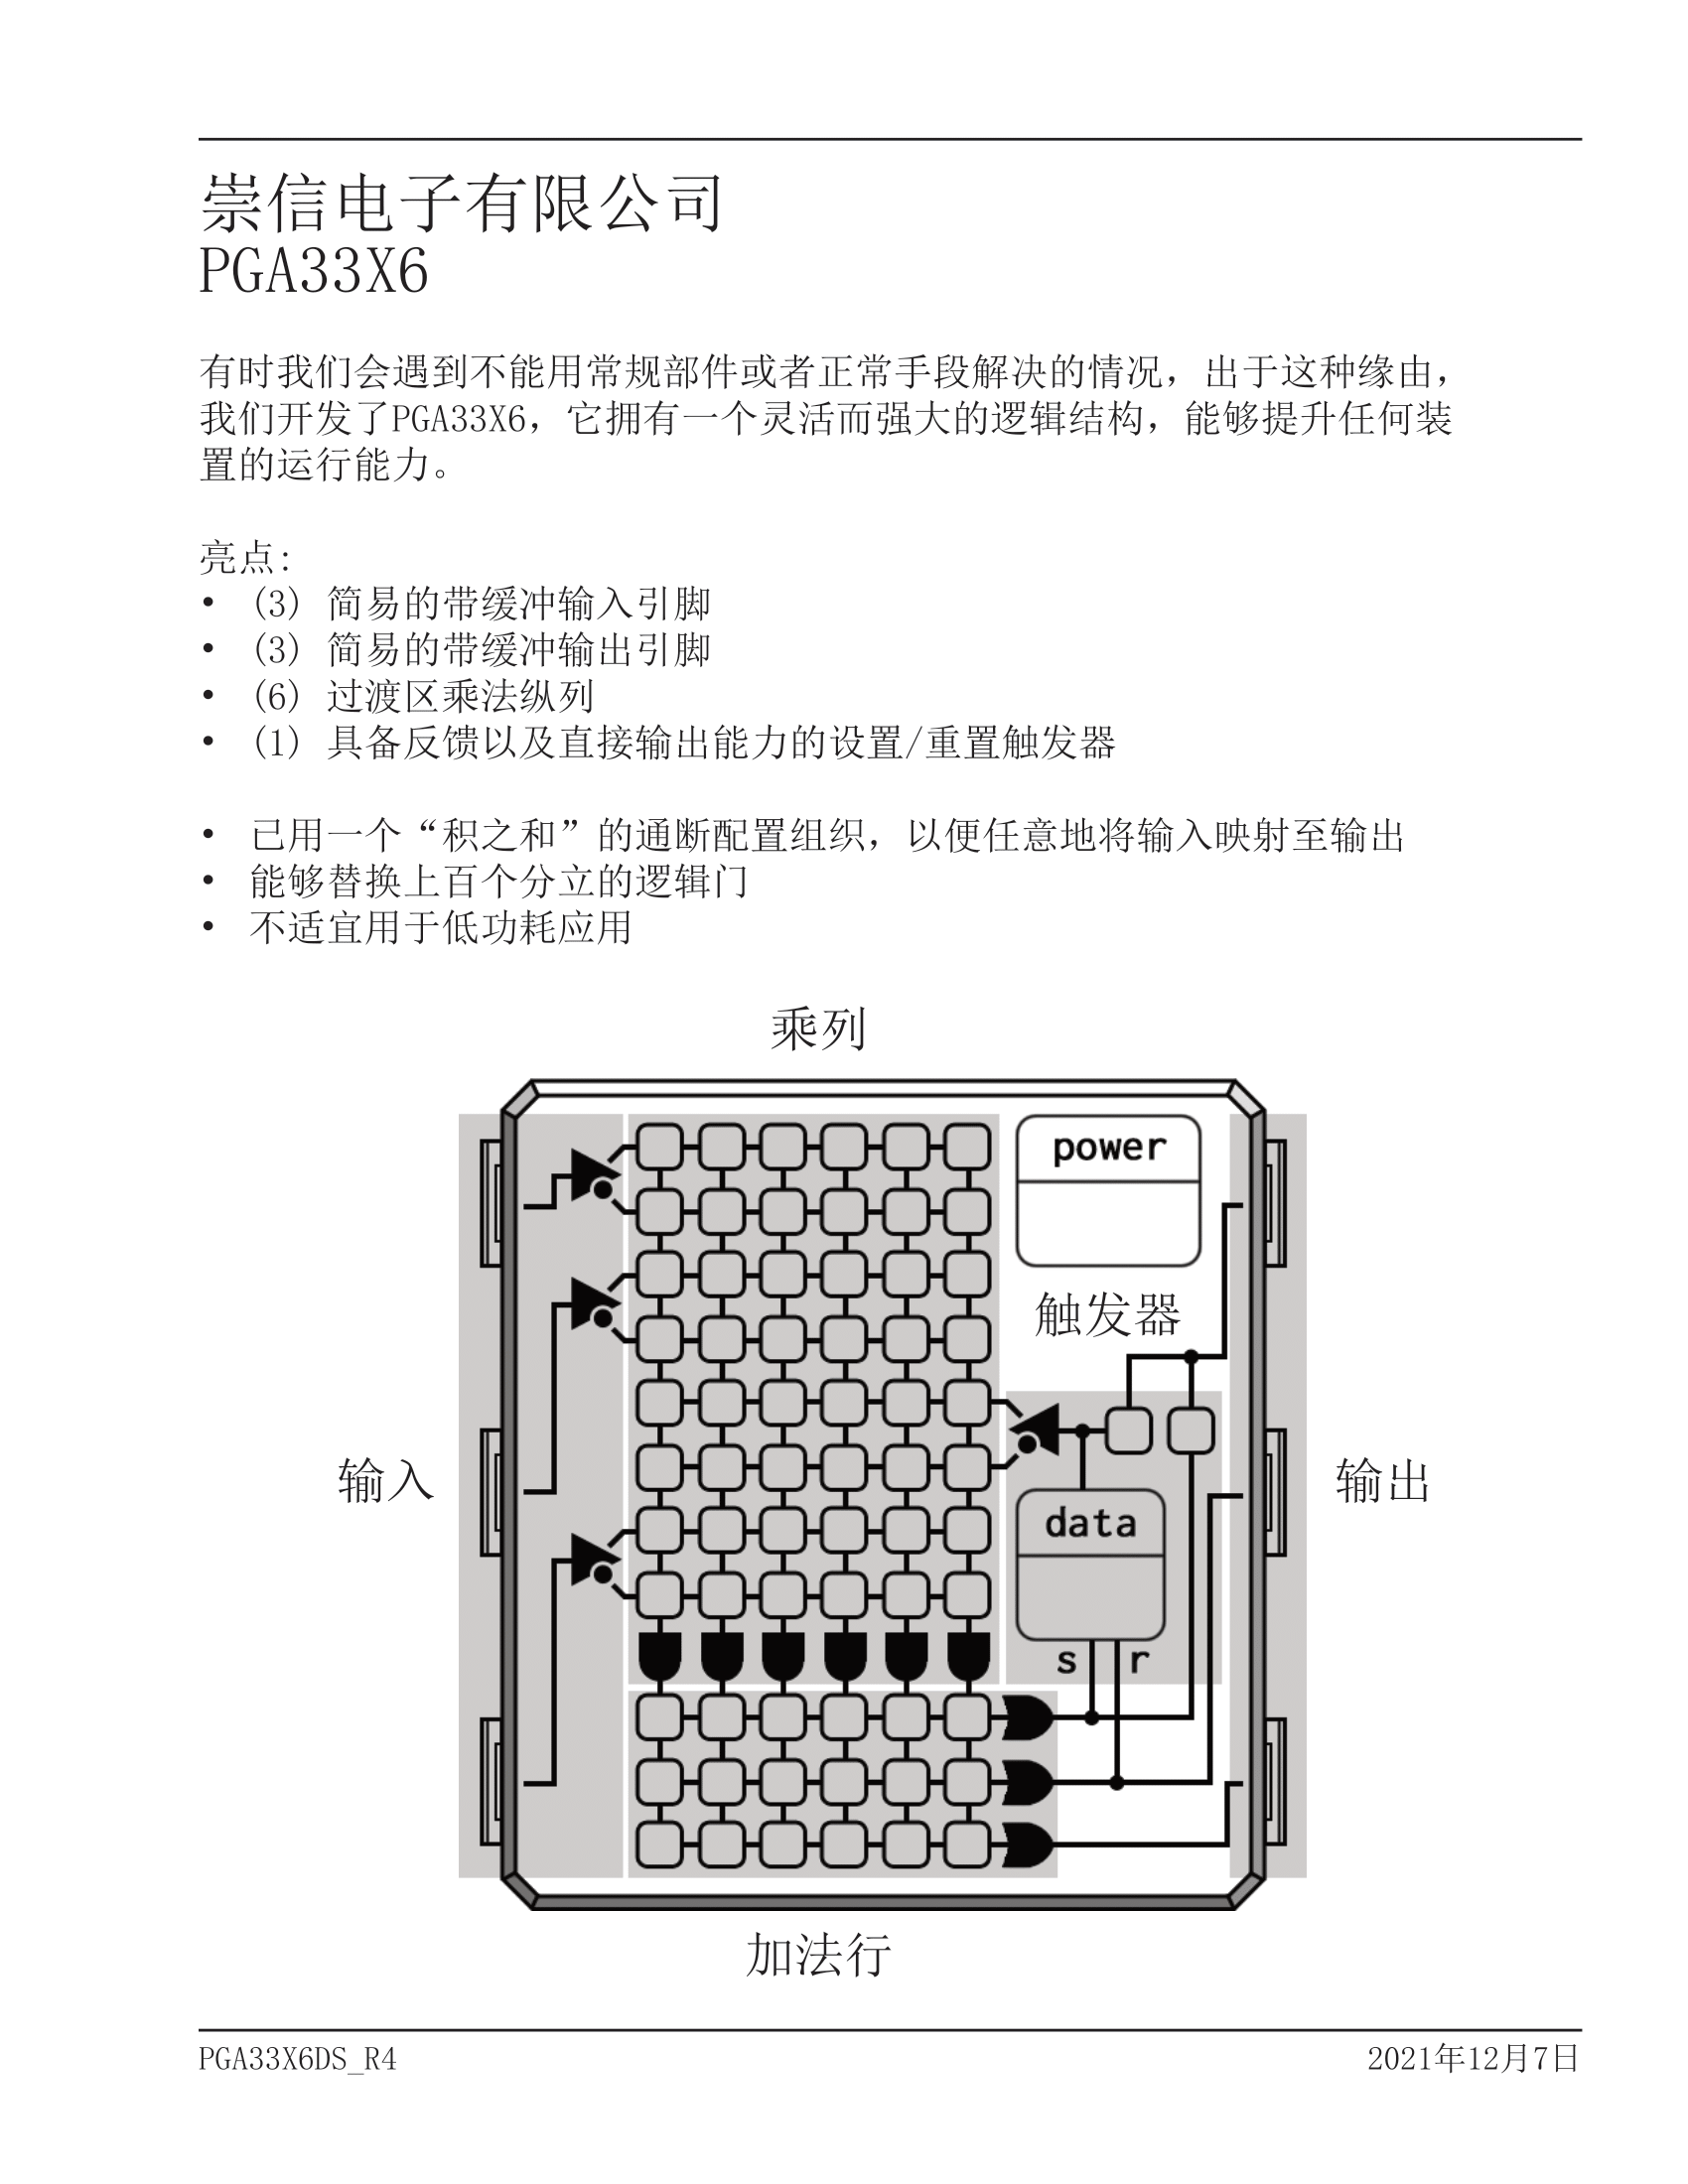 崇信电子有限公司
PGA33X6
有时我们会遇到不能用常规部件或者正常手段解决的情况，出于这种缘由，
我们开发了PGA33X6，它拥有一个灵活而强大的逻辑结构，能够提升任何装
置的运行能力。
亮点：
• (3) 简易的带缓冲输入引脚
• (3) 简易的带缓冲输出引脚
• (6) 过渡区乘法纵列
• (1) 具备反馈以及直接输出能力的设置/重置触发器
• 已用一个“积之和”的通断配置组织，以便任意地将输入映射至输出
• 能够替换上百个分立的逻辑门
• 不适宜用于低功耗应用
乘列
power
触发器
输入
data
输出
s r
加法行
PGA33X6DS_R4
2021年12月7日